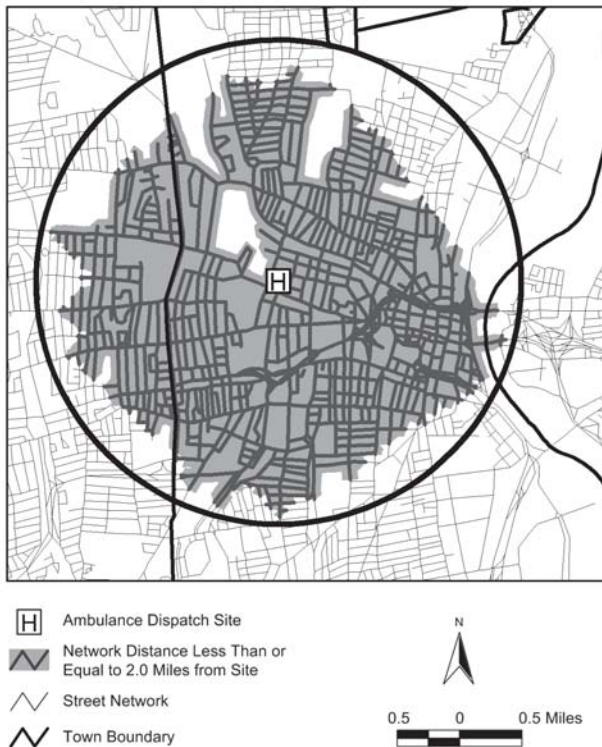 H
H
Ambulance Dispatch Site
Network Distance Less Than or
Equal to 2.0 Miles from Site
Street Network
Town Boundary
N
0.5 0 0.5 Miles